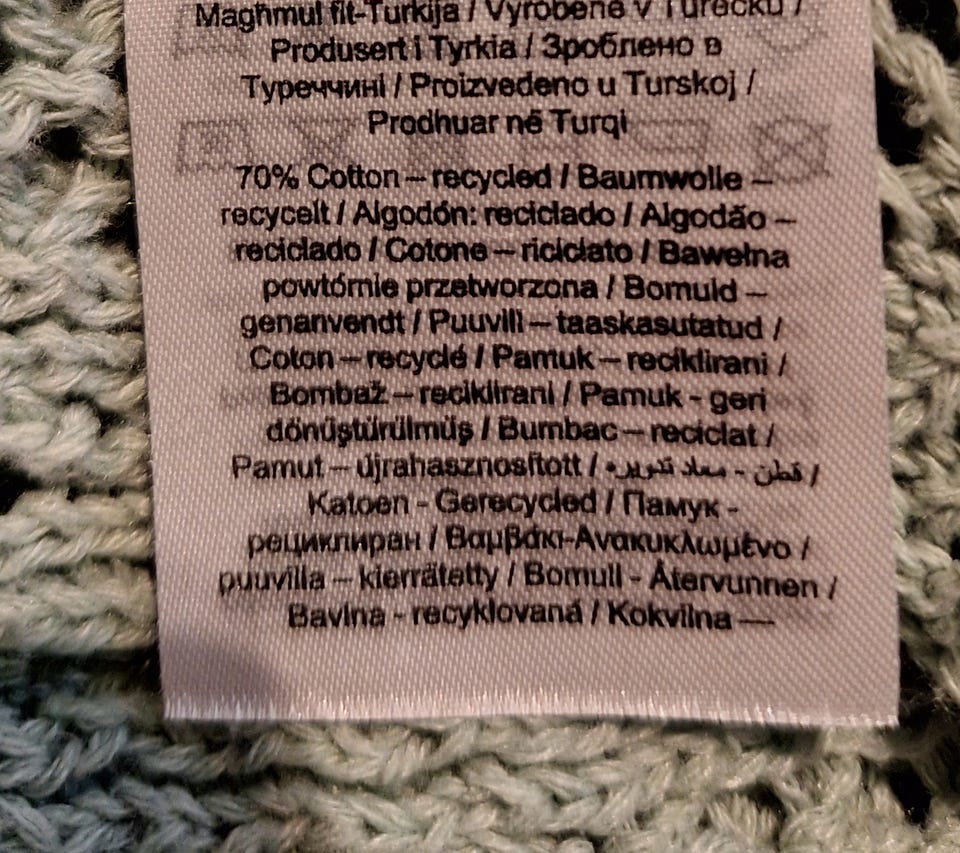 Magħmul fit-Turkija / Vyrobené v Turecku /
Produsert i Tyrkia / Зроблено в
Туреччині / Proizvedeno u Turskoj /
Prodhuar në Turqi
70% Cotton – recycled / Baumwolle –
recycelt / Algodón: reciclado / Algodão –
reciclado / Cotone – riciclato / Bawełna
powtórnie przetworzona / Bomuld –
genanvendt / Puuvill – taaskasutatud /
Coton – recyclé / Pamuk – reciklirani /
Bombaž – reciklirani / Pamuk - geri
dönüştürülmüş / Bumbac – reciclat /
Pamut – újrahasznosított / قطن - معاد تدويره /
Katoen - Gerecycled / Памук -
рециклиран / Βαμβάκι-Ανακυκλωμένο /
puuvilla – kierrätetty / Bomull - Återvunnen /
Bavlna - recyklovaná / Kokvilna —